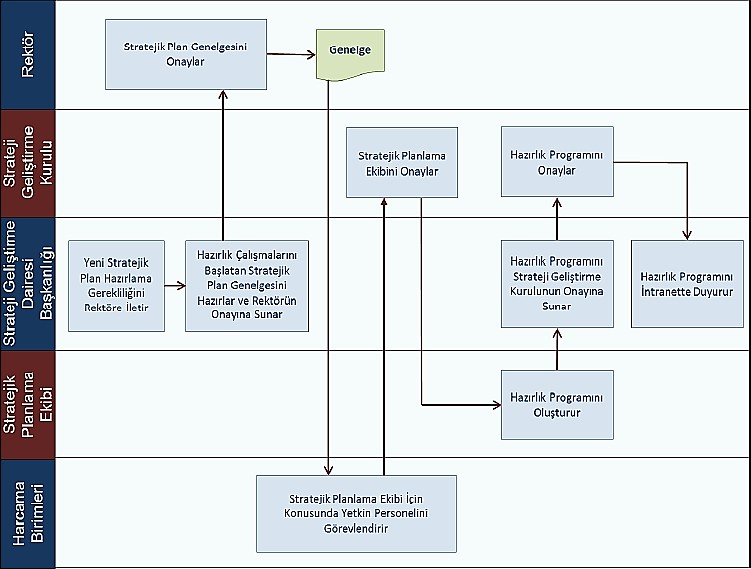 Rektör
Stratejik Plan Genelgesini
Onaylar
Genelge
Strateji
Geliştirme
Kurulu
Stratejik Planlama
Ekibini Onaylar
Hazırlık Programını
Onaylar
Strateji Geliştirme
Dairesi
Başkanlığı
Yeni Stratejik
Plan Hazırlama
Gerekliliğini
Rektöre İletir
Hazırlık Çalışmalarını
Başlatan Stratejik
Plan Genelgesini
Hazırlar ve Rektörün
Onayına Sunar
Hazırlık Programını
Strateji Geliştirme
Kurulunun Onayına
Sunar
Hazırlık Programını
İntranette Duyurur
Stratejik
Planlama
Ekibi
Hazırlık Programını
Oluşturur
Harcama
Birimleri
Stratejik Planlama Ekibi İçin
Konusunda Yetkin Personelini
Görevlendirir